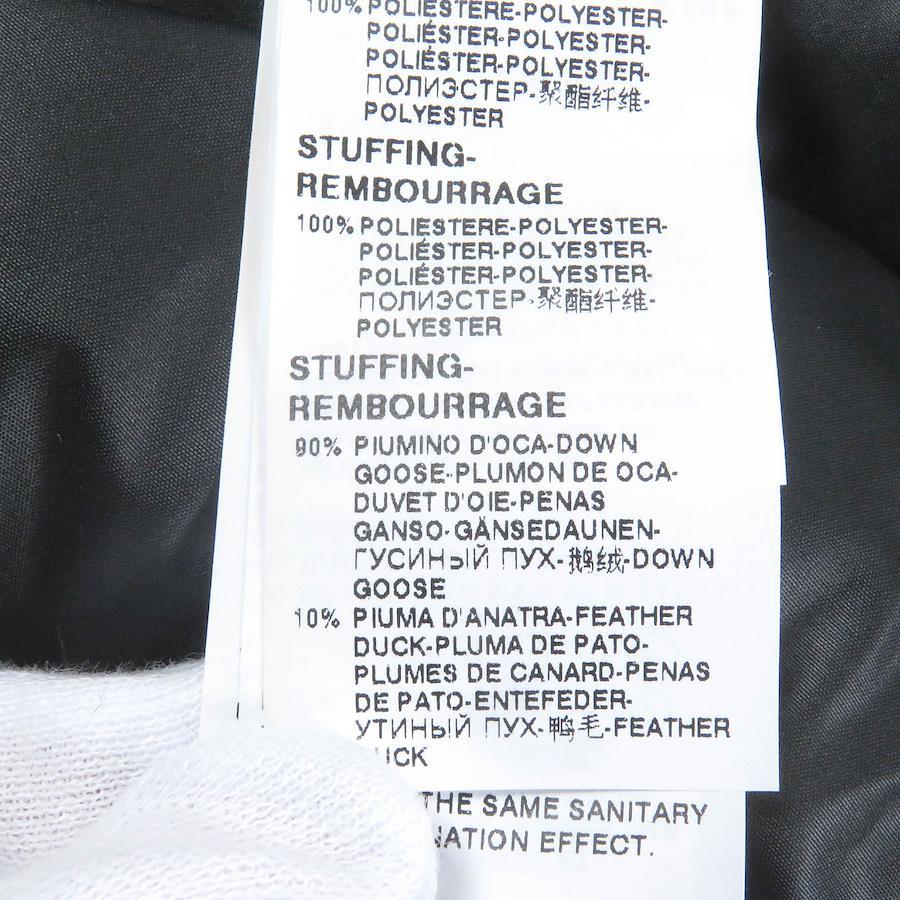 100% POLIESTERE-POLYESTER-
POLIÉSTER-POLYESTER-
POLIÉSTER-POLYESTER-
ПОЛИЭСТЕР-聚酯纤维-
POLYESTER
STUFFING-
REMBOURRAGE
100% POLIESTERE-POLYESTER-
POLIÉSTER-POLYESTER-
POLIÉSTER-POLYESTER-
ПОЛИЭСТЕР-聚酯纤维-
POLYESTER
STUFFING-
REMBOURRAGE
90% PIUMINO D'OCA-DOWN
GOOSE-PLUMON DE OCA-
DUVET D'OIE-PENAS
GANSO-GÄNSEDAUNEN-
ГУСИНЫЙ ПУХ-鹅绒-DOWN
GOOSE
10% PIUMA D'ANATRA-FEATHER
DUCK-PLUMA DE PATO-
PLUMES DE CANARD-PENAS
DE PATO-ENTEFEDER-
УТИНЫЙ ПУХ-鸭毛-FEATHER
THE SAME SANITARY
EFFECT.